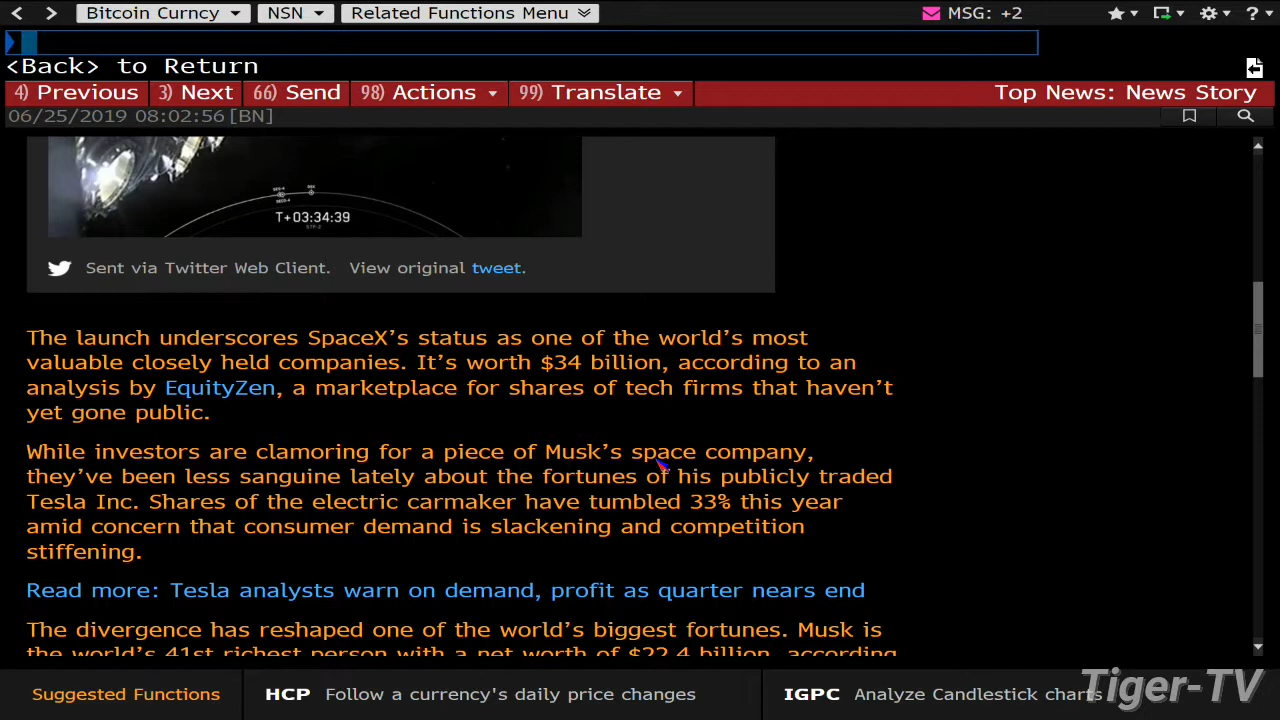 Bitcoin Curncy NSN Related Functions Menu MSG: +2
<Back> to Return
4) Previous 3) Next 66) Send 98) Actions 99) Translate Top News: News Story
06/25/2019 08:02:56 [BN]
T+03:34:39
Sent via Twitter Web Client. View original tweet.
The launch underscores SpaceX's status as one of the world's most
valuable closely held companies. It's worth $34 billion, according to an
analysis by EquityZen, a marketplace for shares of tech firms that haven't
yet gone public.
While investors are clamoring for a piece of Musk's space company,
they've been less sanguine lately about the fortunes of his publicly traded
Tesla Inc. Shares of the electric carmaker have tumbled 33% this year
amid concern that consumer demand is slackening and competition
stiffening.
Read more: Tesla analysts warn on demand, profit as quarter nears end
The divergence has reshaped one of the world's biggest fortunes. Musk is
the world's 41st richest person with a net worth of $22.4 billion, according
Suggested Functions HCP Follow a currency's daily price changes IGPC Analyze Candlestick charts
Tiger-TV